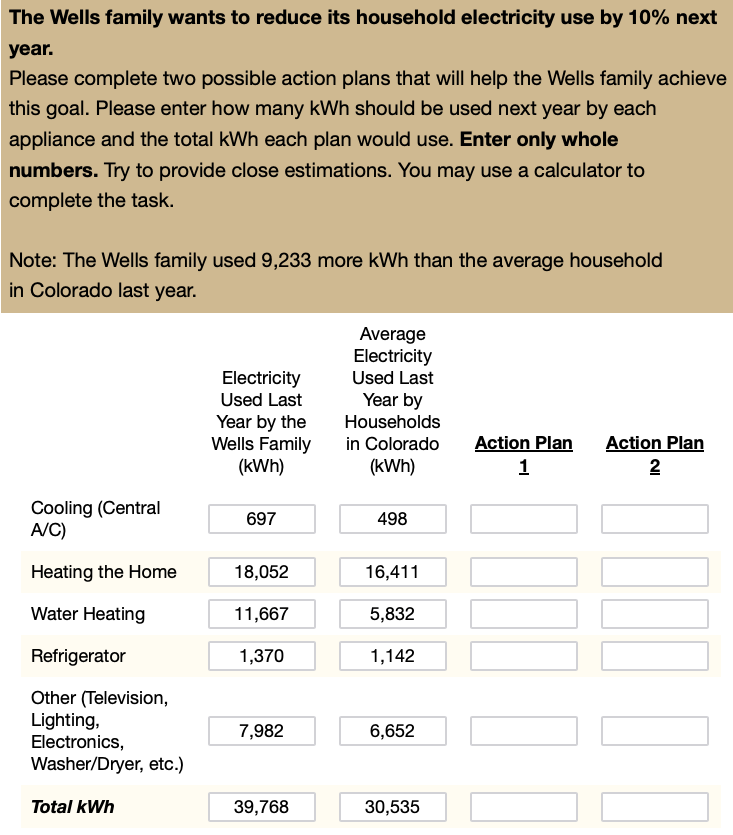 The Wells family wants to reduce its household electricity use by 10% next
year.
Please complete two possible action plans that will help the Wells family achieve
this goal. Please enter how many kWh should be used next year by each
appliance and the total kWh each plan would use. Enter only whole
numbers. Try to provide close estimations. You may use a calculator to
complete the task.
Note: The Wells family used 9,233 more kWh than the average household
in Colorado last year.
Electricity
Used Last
Year by the
Wells Family
(kWh)
Average
Electricity
Used Last
Year by
Households
in Colorado
(kWh)
Action Plan
1
Action Plan
2
Cooling (Central
A/C)
697
498
Heating the Home
18,052
16,411
Water Heating
11,667
5,832
Refrigerator
1,370
1,142
Other (Television,
Lighting,
Electronics,
Washer/Dryer, etc.)
7,982
6,652
Total kWh
39,768
30,535